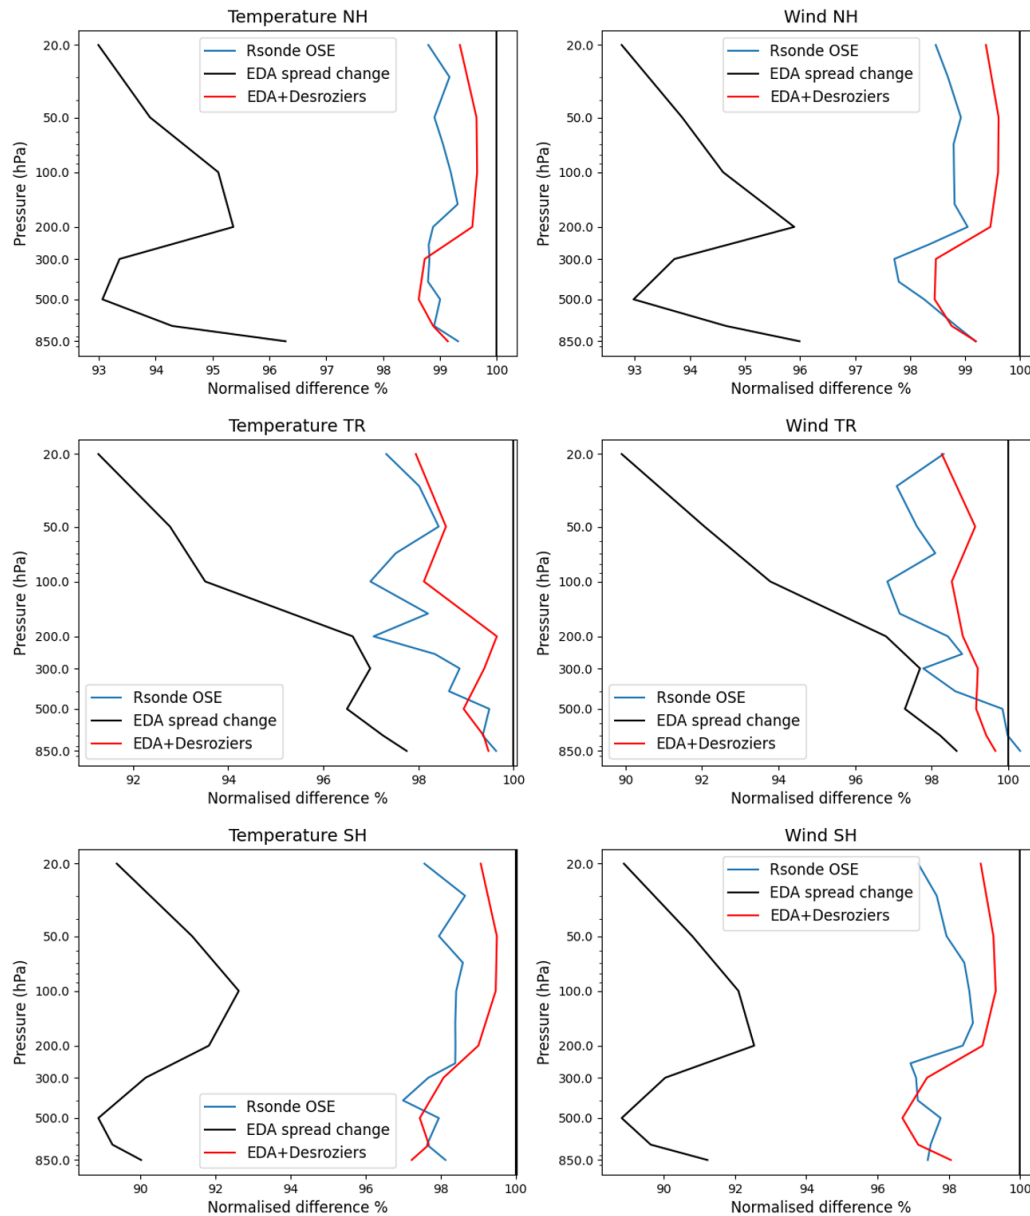 Temperature NH
Pressure (hPa)
20.0
50.0
100.0
200.0
300.0
500.0
850.0
Rsonde OSE
EDA spread change
EDA+Desroziers
93 94 95 96 97 98 99 100
Normalised difference %
Wind NH
Pressure (hPa)
20.0
50.0
100.0
200.0
300.0
500.0
850.0
Rsonde OSE
EDA spread change
EDA+Desroziers
93 94 95 96 97 98 99 100
Normalised difference %
Temperature TR
Pressure (hPa)
20.0
50.0
100.0
200.0
300.0
500.0
850.0
Rsonde OSE
EDA spread change
EDA+Desroziers
92 94 96 98 100
Normalised difference %
Wind TR
Pressure (hPa)
20.0
50.0
100.0
200.0
300.0
500.0
850.0
Rsonde OSE
EDA spread change
EDA+Desroziers
90 92 94 96 98 100
Normalised difference %
Temperature SH
Pressure (hPa)
20.0
50.0
100.0
200.0
300.0
500.0
850.0
Rsonde OSE
EDA spread change
EDA+Desroziers
90 92 94 96 98 100
Normalised difference %
Wind SH
Pressure (hPa)
20.0
50.0
100.0
200.0
300.0
500.0
850.0
Rsonde OSE
EDA spread change
EDA+Desroziers
90 92 94 96 98 100
Normalised difference %